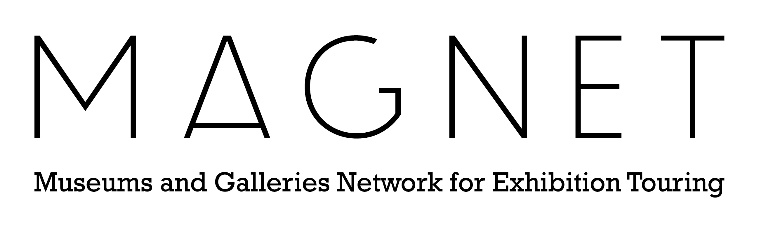 MAGNET
Museums and Galleries Network for Exhibition Touring